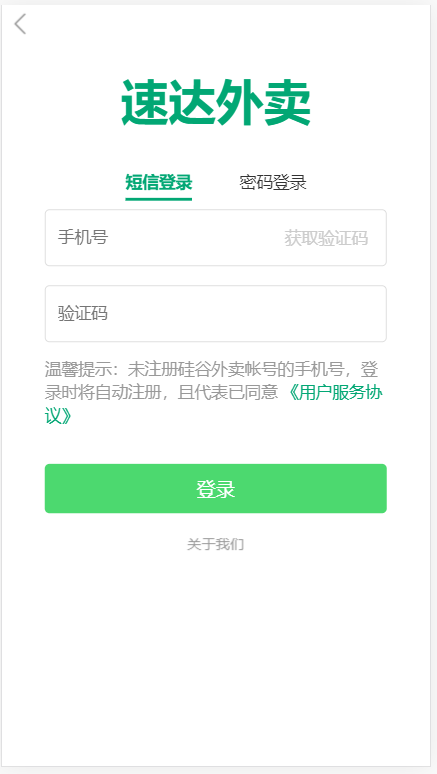 速达外卖
短信登录 密码登录
手机号 获取验证码
验证码
温馨提示：未注册硅谷外卖帐号的手机号，登
录时将自动注册，且代表已同意《用户服务协
议》
登录
关于我们